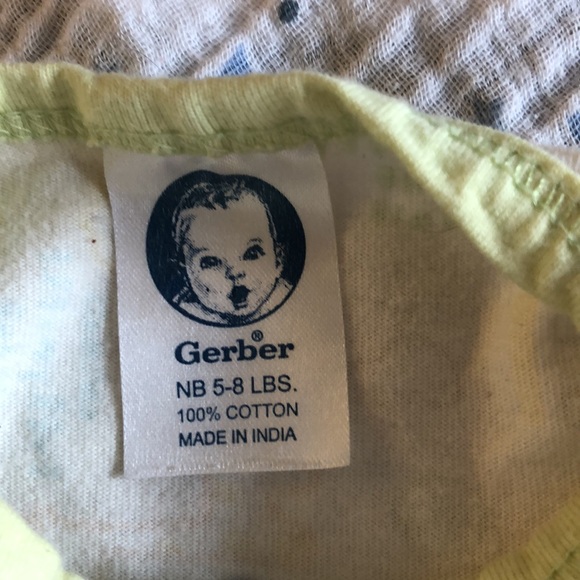 Gerber®
NB 5-8 LBS.
100% COTTON
MADE IN INDIA